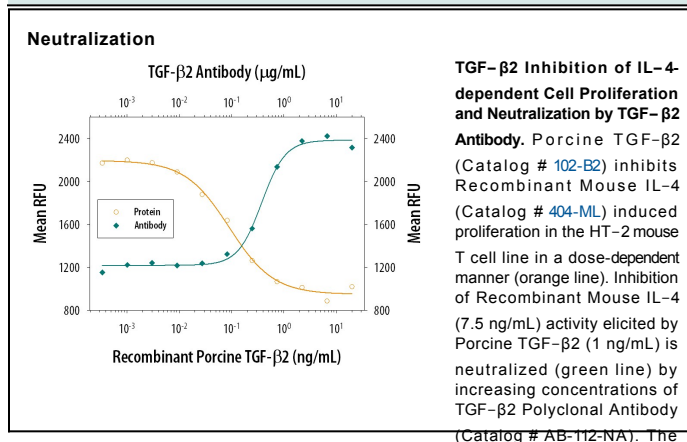 Neutralization
TGF-β2 Antibody (µg/mL)
10⁻³ 10⁻² 10⁻¹ 10⁰ 10¹
2400 2400
2000 2000
1600 1600
1200 1200
800 800
Mean RFU
Mean RFU
Protein
Antibody
10⁻³ 10⁻² 10⁻¹ 10⁰ 10¹
Recombinant Porcine TGF-β2 (ng/mL)
TGF-β2 Inhibition of IL-4-
dependent Cell Proliferation
and Neutralization by TGF-β2
Antibody. Porcine TGF-β2
(Catalog # 102-B2) inhibits
Recombinant Mouse IL-4
(Catalog # 404-ML) induced
proliferation in the HT-2 mouse
T cell line in a dose-dependent
manner (orange line). Inhibition
of Recombinant Mouse IL-4
(7.5 ng/mL) activity elicited by
Porcine TGF-β2 (1 ng/mL) is
neutralized (green line) by
increasing concentrations of
TGF-β2 Polyclonal Antibody
(Catalog # AB-112-NA). The